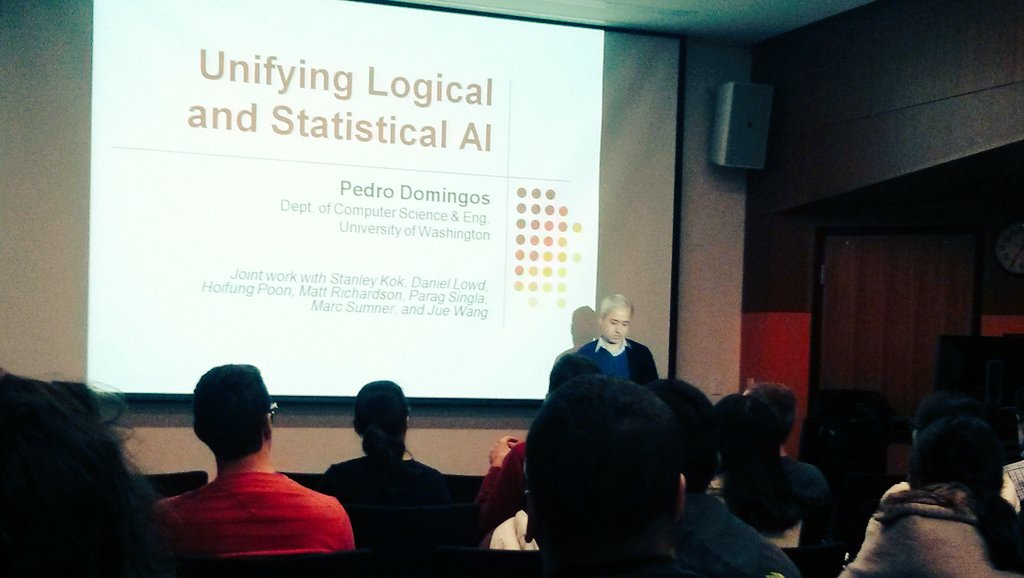 Unifying Logical
and Statistical AI
Pedro Domingos
Dept. of Computer Science & Eng.
University of Washington
Joint work with Stanley Kok, Daniel Lowd,
Hoifung Poon, Matt Richardson, Parag Singla,
Marc Sumner, and Jue Wang